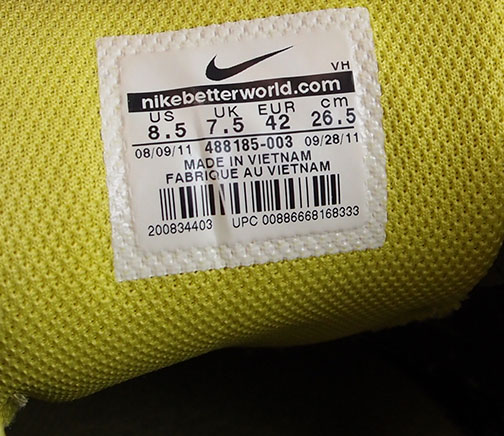 VH
nikebetterworld.com
US UK EUR cm
8.5 7.5 42 26.5
08/09/11 488185-003 09/28/11
MADE IN VIETNAM
FABRIQUE AU VIETNAM
200834403 UPC 00886668168333